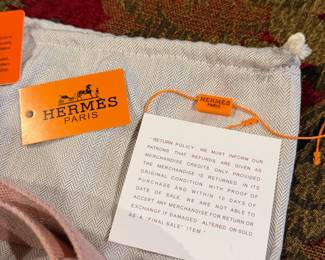 HERMÈS
PARIS
HERMÈS
PARIS
"RETURN POLICY: WE MUST INFORM OUR
PATRONS THAT REFUNDS ARE GIVEN AS
MERCHANDISE CREDITS ONLY PROVIDED
THE MERCHANDISE IS RETURNED IN ITS
ORIGINAL CONDITION WITH PROOF OF
PURCHASE AND WITHIN 10 DAYS OF
DATE OF SALE. WE ARE NOT ABLE TO
ACCEPT ANY MERCHANDISE FOR RETURN OR
EXCHANGE IF DAMAGED, ALTERED OR SOLD
AS A "FINAL SALE" ITEM."